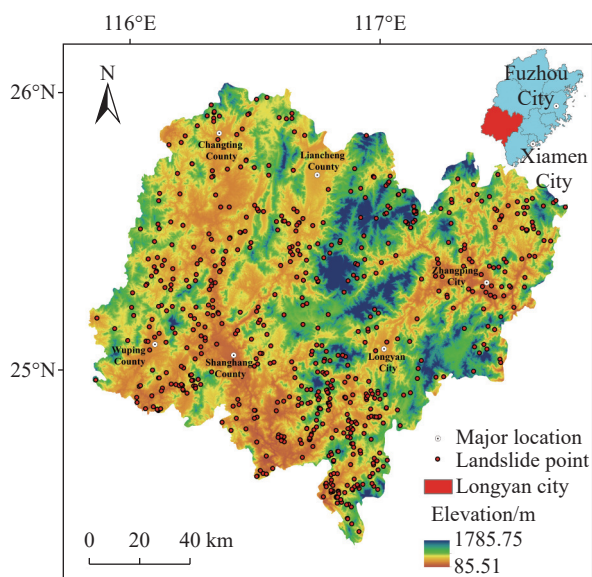 116°E
117°E
26°N
25°N
N
Fuzhou
City
Xiamen
City
Changting
County
Liancheng
County
Zhangping
City
Wuping
County
Shanghang
County
Longyan
City
Major location
Landslide point
Longyan city
Elevation/m
1785.75
85.51
0 20 40 km